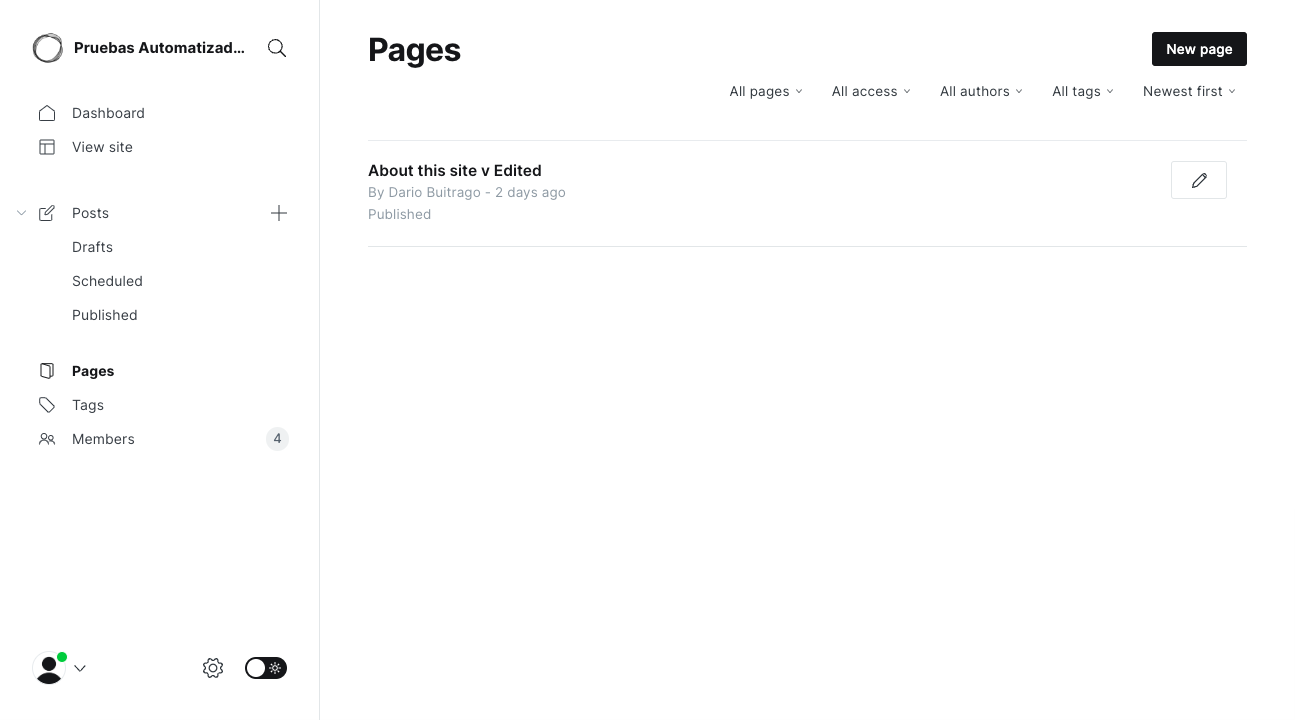 Pruebas Automatizad...
Dashboard
View site
Posts
Drafts
Scheduled
Published
Pages
Tags
Members 4
Pages
New page
All pages All access All authors All tags Newest first
About this site v Edited
By Dario Buitrago - 2 days ago
Published